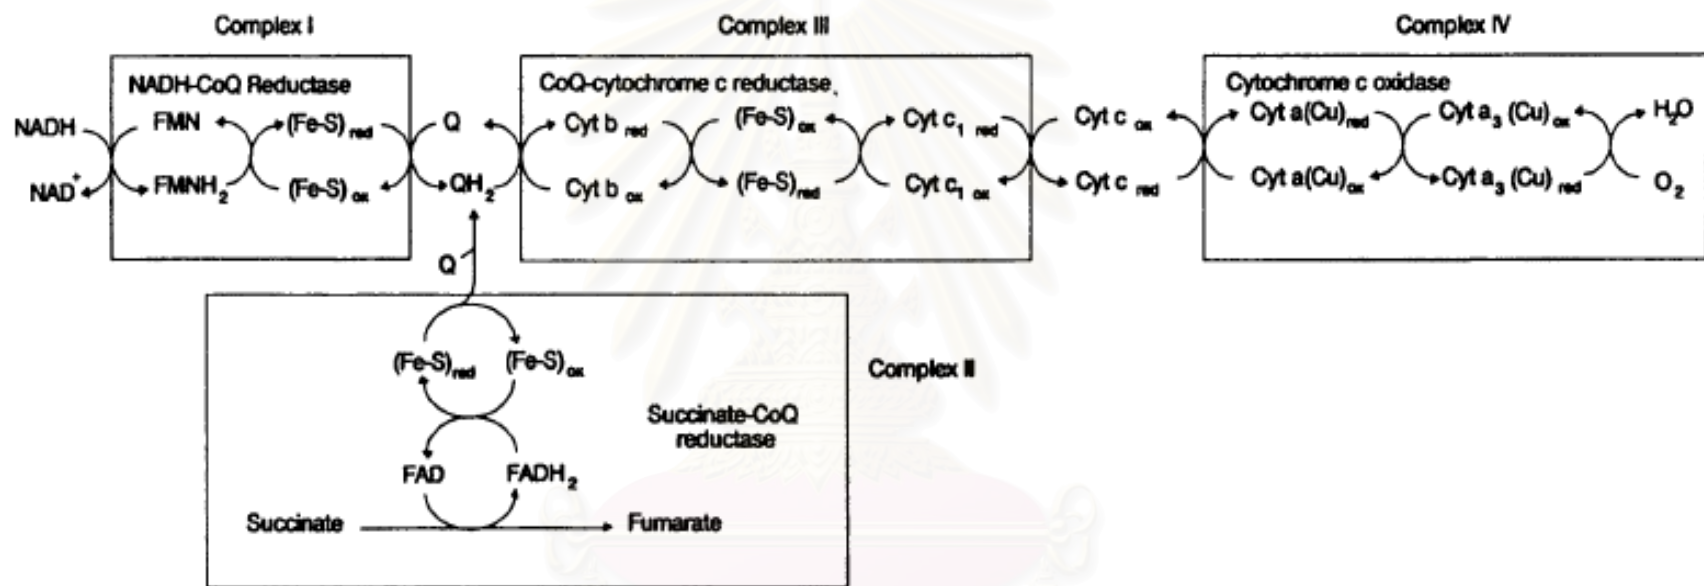 Complex I Complex III Complex IV
NADH-CoQ Reductase CoQ-cytochrome c reductase Cytochrome c oxidase
NADH FMN (Fe-S) red Q Cyt b red (Fe-S) ox Cyt c1 red Cyt c ox Cyt a(Cu)red Cyt a3 (Cu) ox H2O
NAD+ FMNH2 (Fe-S) ox QH2 Cyt b ox (Fe-S)red Cyt c1 ox Cyt c red Cyt a(Cu)ox Cyt a3 (Cu) red O2
Q
(Fe-S)red (Fe-S)ox Complex II
Succinate-CoQ
reductase
FAD FADH2
Succinate Fumarate